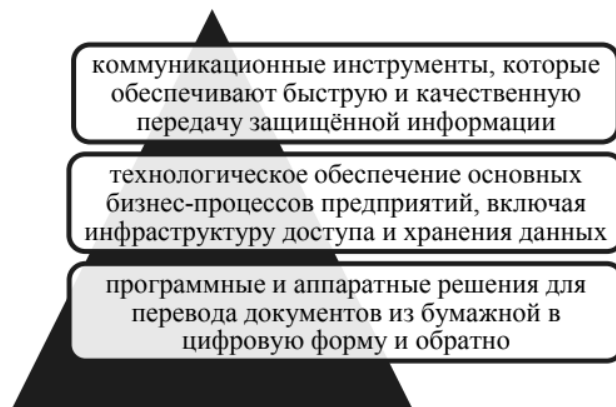 коммуникационные инструменты, которые
обеспечивают быструю и качественную
передачу защищённой информации
технологическое обеспечение основных
бизнес-процессов предприятий, включая
инфраструктуру доступа и хранения данных
программные и аппаратные решения для
перевода документов из бумажной в
цифровую форму и обратно